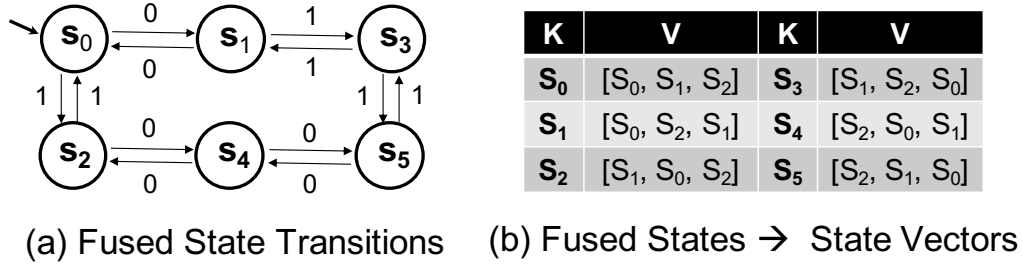 0 1
S0 S1 S3
0 1
1 1 1 1
0 0
S2 S4 S5
0 0
(a) Fused State Transitions
K V K V
S0 [S0, S1, S2] S3 [S1, S2, S0]
S1 [S0, S2, S1] S4 [S2, S0, S1]
S2 [S1, S0, S2] S5 [S2, S1, S0]
(b) Fused States → State Vectors